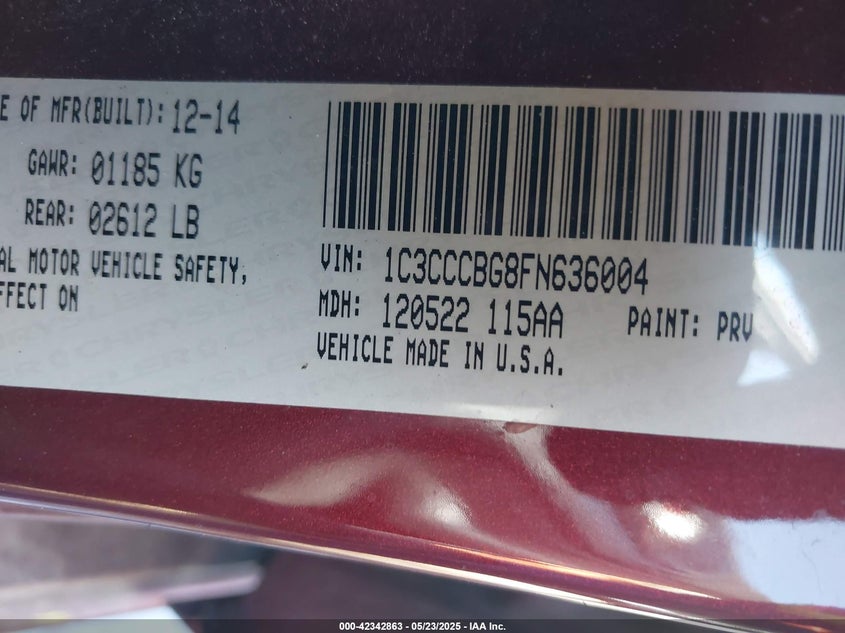 E OF MFR(BUILT): 12-14
GAWR: 01185 KG
REAR: 02612 LB
AL MOTOR VEHICLE SAFETY,
FFECT ON
VIN: 1C3CCCBG8FN636004
MDH: 120522 115AA PAINT: PRV
VEHICLE MADE IN U.S.A.
000-42342863 - 05/23/2025 - IAA Inc.